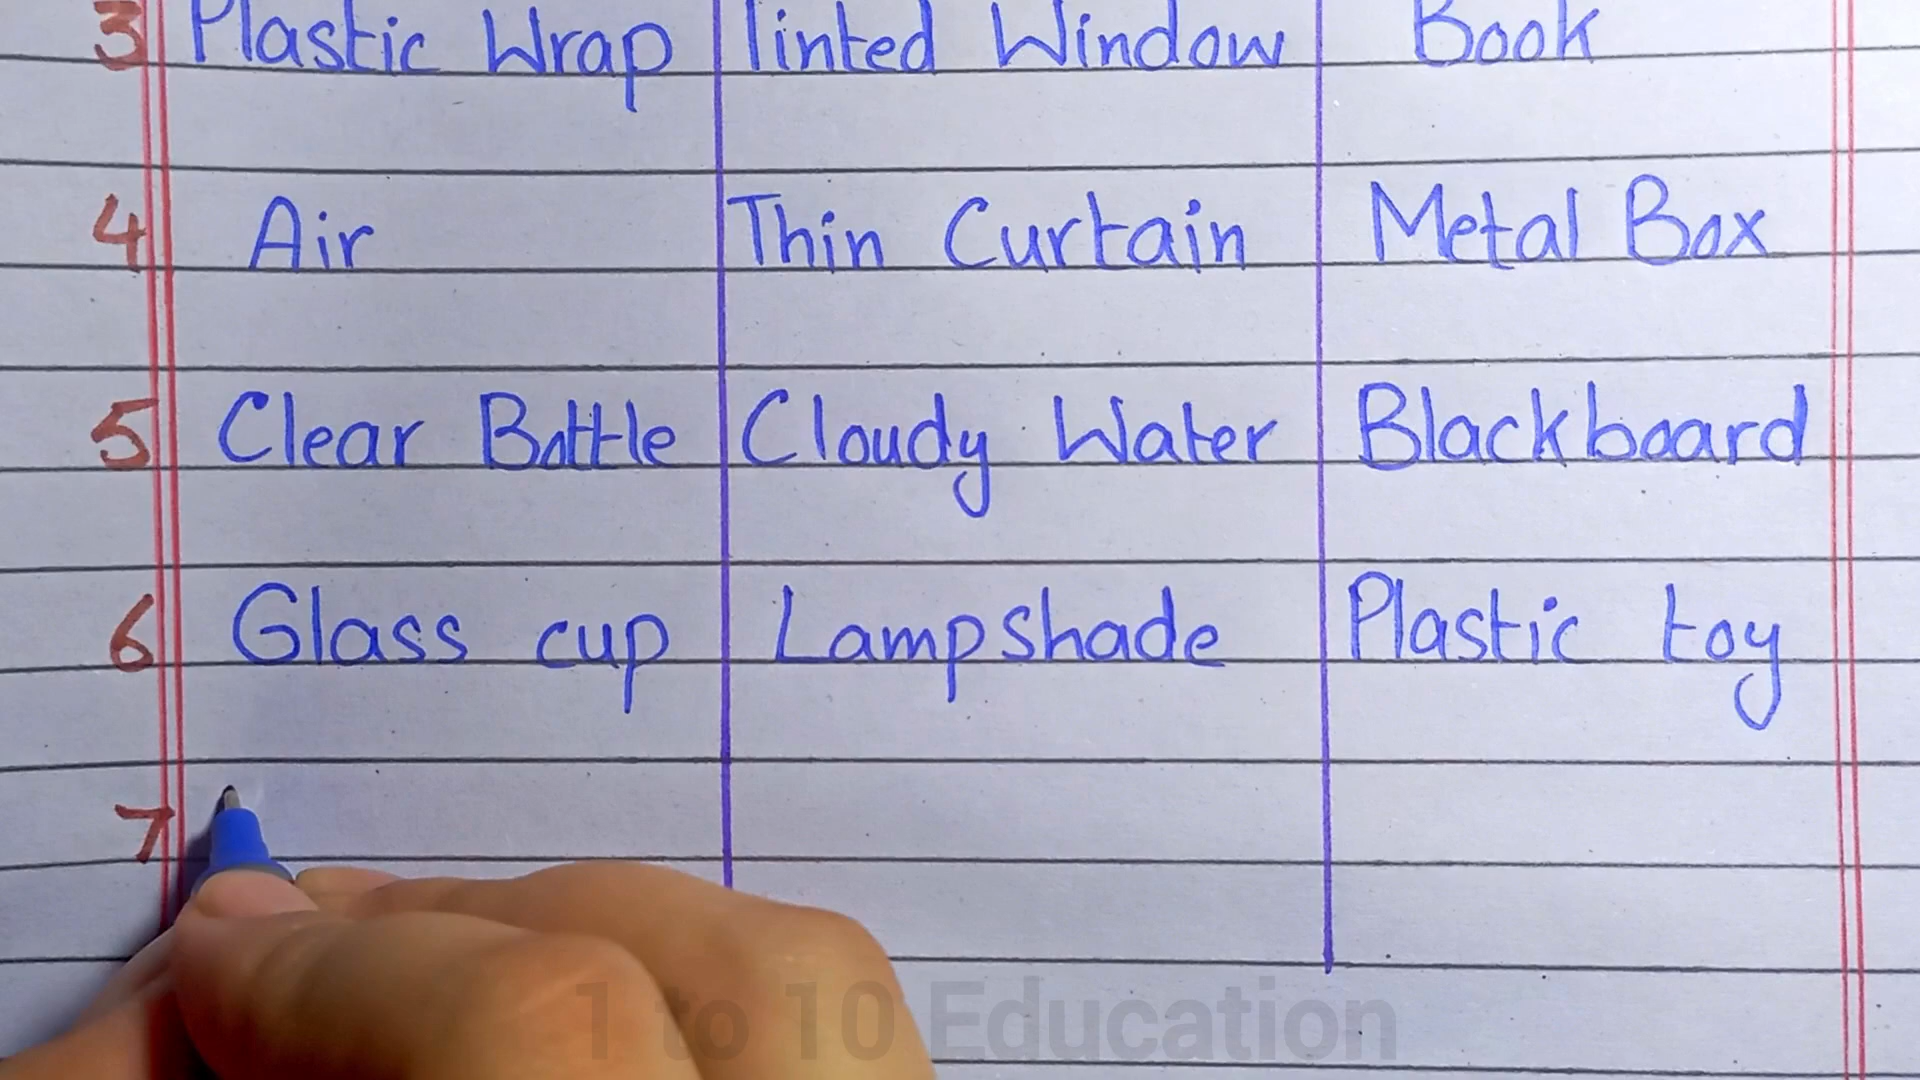 3 Plastic Wrap Tinted Window Book
4 Air Thin Curtain Metal Box
5 Clear Bottle Cloudy Water Blackboard
6 Glass cup Lampshade Plastic toy
7
1 to 10 Education